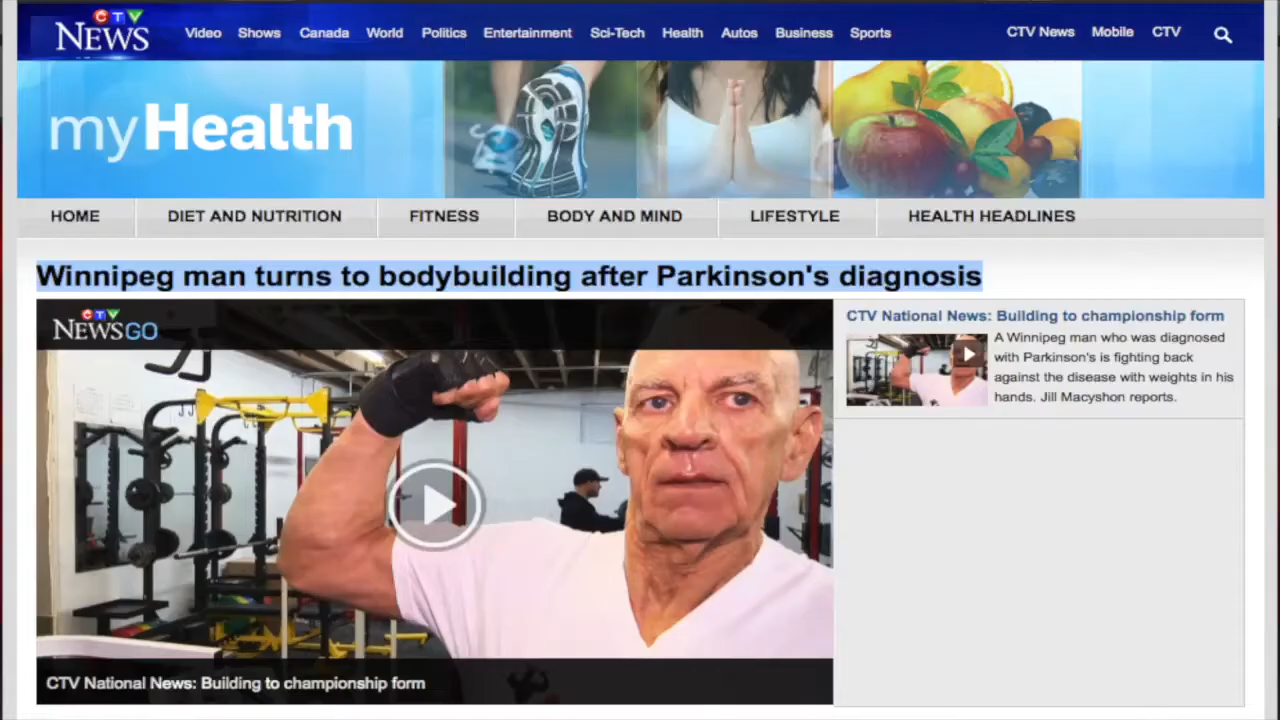 CTV
NEWS
Video Shows Canada World Politics Entertainment Sci-Tech Health Autos Business Sports
CTV News Mobile CTV
myHealth
HOME DIET AND NUTRITION FITNESS BODY AND MIND LIFESTYLE HEALTH HEADLINES
Winnipeg man turns to bodybuilding after Parkinson's diagnosis
CTV
NEWSGO
CTV National News: Building to championship form
CTV National News: Building to championship form
A Winnipeg man who was diagnosed
with Parkinson's is fighting back
against the disease with weights in his
hands. Jill Macyshon reports.